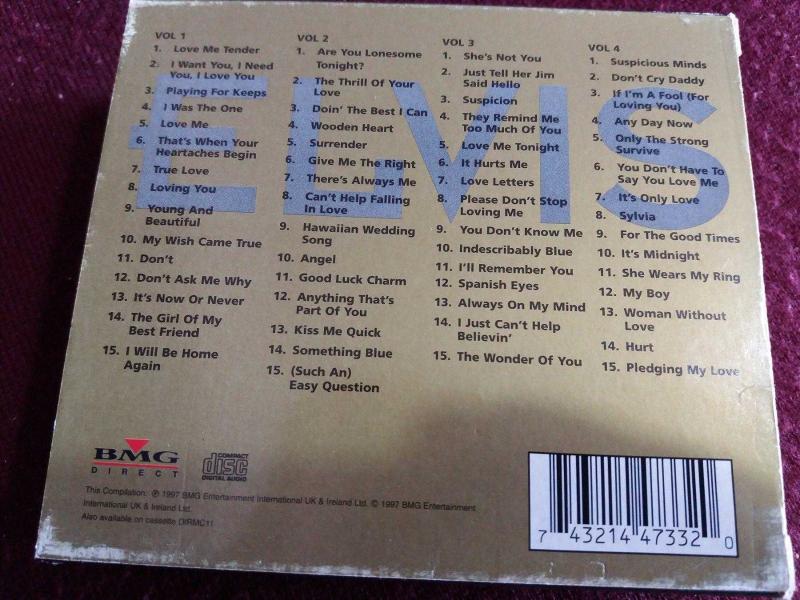 VOL 1
1. Love Me Tender
2. I Want You, I Need
You, I Love You
3. Playing For Keeps
4. I Was The One
5. Love Me
6. That's When Your
Heartaches Begin
7. True Love
8. Loving You
9. Young And
Beautiful
10. My Wish Came True
11. Don't
12. Don't Ask Me Why
13. It's Now Or Never
14. The Girl Of My
Best Friend
15. I Will Be Home
Again
VOL 2
1. Are You Lonesome
Tonight?
2. The Thrill Of Your
Love
3. Doin' The Best I Can
4. Wooden Heart
5. Surrender
6. Give Me The Right
7. There's Always Me
8. Can't Help Falling
In Love
9. Hawaiian Wedding
Song
10. Angel
11. Good Luck Charm
12. Anything That's
Part Of You
13. Kiss Me Quick
14. Something Blue
15. (Such An)
Easy Question
VOL 3
1. She's Not You
2. Just Tell Her Jim
Said Hello
3. Suspicion
4. They Remind Me
Too Much Of You
5. Love Me Tonight
6. It Hurts Me
7. Love Letters
8. Please Don't Stop
Loving Me
9. You Don't Know Me
10. Indescribably Blue
11. I'll Remember You
12. Spanish Eyes
13. Always On My Mind
14. I Just Can't Help
Believin'
15. The Wonder Of You
VOL 4
1. Suspicious Minds
2. Don't Cry Daddy
3. If I'm A Fool (For
Loving You)
4. Any Day Now
5. Only The Strong
Survive
6. You Don't Have To
Say You Love Me
7. It's Only Love
8. Sylvia
9. For The Good Times
10. It's Midnight
11. She Wears My Ring
12. My Boy
13. Woman Without
Love
14. Hurt
15. Pledging My Love
ELVIS
BMG
DIRECT
COMPACT
disc
DIGITAL AUDIO
This Compilation: ℗ 1997 BMG Entertainment International UK & Ireland Ltd. © 1997 BMG Entertainment
International UK & Ireland Ltd.
Also available on cassette DIRMC11
7 43214 47332 0